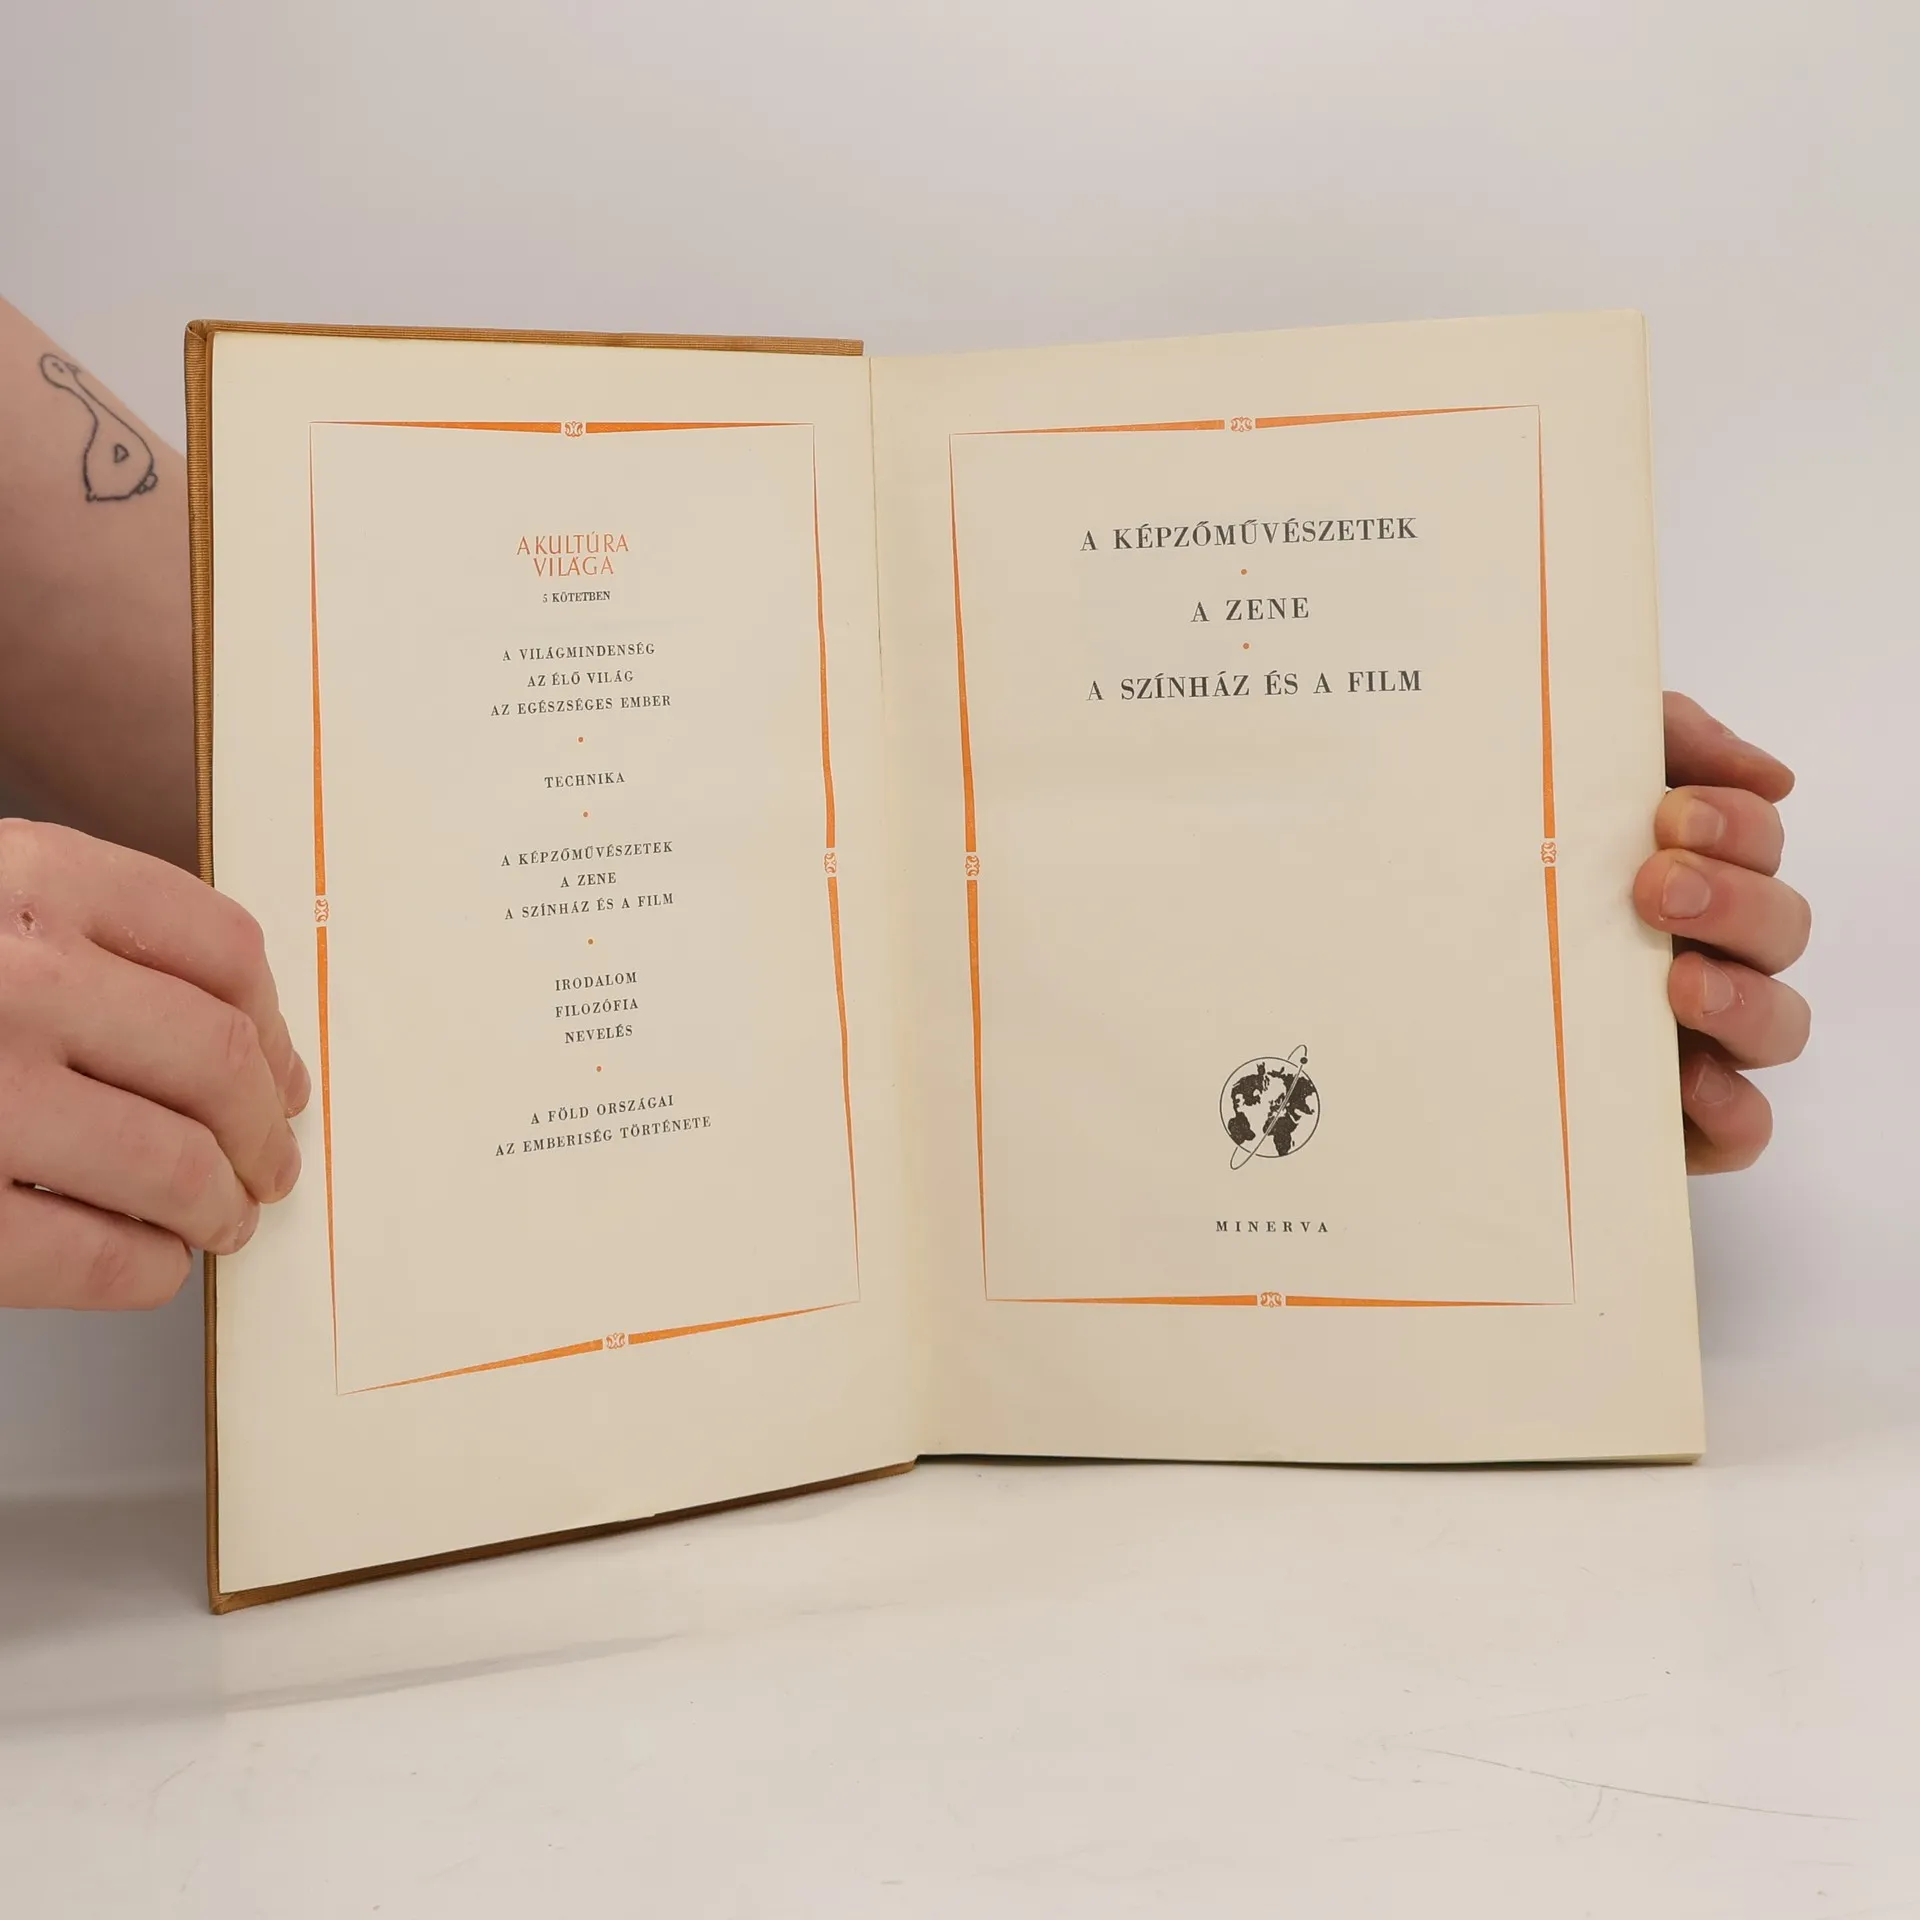 A KULTÚRA
VILÁGA
5 KÖTETBEN
A VILÁGMINDENSÉG
AZ ÉLŐ VILÁG
AZ EGÉSZSÉGES EMBER
TECHNIKA
A KÉPZŐMŰVÉSZETEK
A ZENE
A SZÍNHÁZ ÉS A FILM
IRODALOM
FILOZÓFIA
NEVELÉS
A FÖLD ORSZÁGAI
AZ EMBERISÉG TÖRTÉNETE
A KÉPZŐMŰVÉSZETEK
A ZENE
A SZÍNHÁZ ÉS A FILM
MINERVA